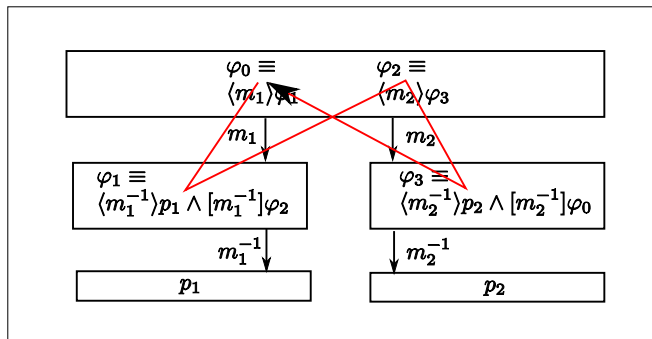 φ₀ ≡ φ₂ ≡
⟨m₁⟩φ₁ ⟨m₂⟩φ₃
m₁ m₂
φ₁ ≡ φ₃ ≡
⟨m₁⁻¹⟩p₁ ∧ [m₁⁻¹]φ₂ ⟨m₂⁻¹⟩p₂ ∧ [m₂⁻¹]φ₀
m₁⁻¹ m₂⁻¹
p₁ p₂